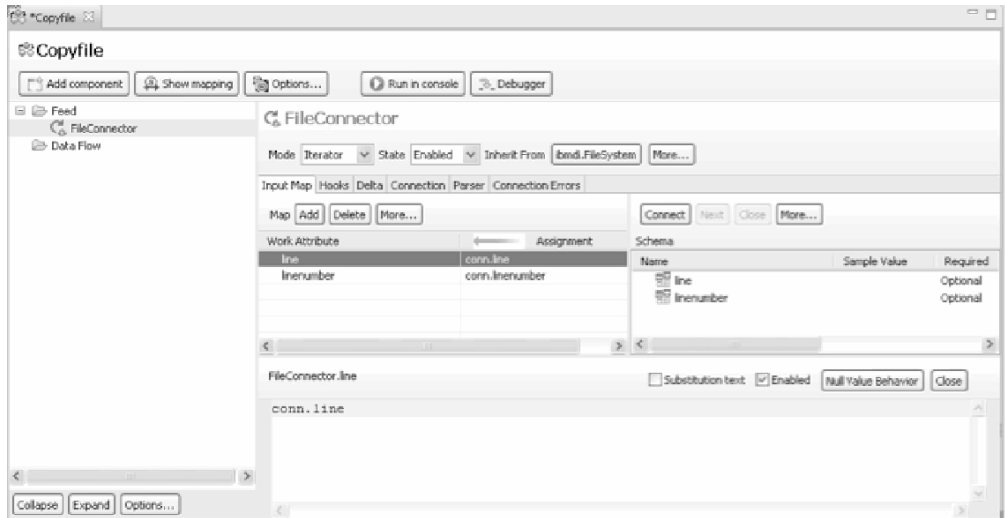 *Copyfile
Copyfile
Add component Show mapping Options... Run in console Debugger
Feed
FileConnector
Data Flow
FileConnector
Mode Iterator State Enabled Inherit From ibmdi.FileSystem More...
Input Map Hooks Delta Connection Parser Connection Errors
Map Add Delete More...
Connect Next Close More...
Work Attribute Assignment
line conn.line
linenumber conn.linenumber
Schema
Name Sample Value Required
line Optional
linenumber Optional
FileConnector.line
Substitution text Enabled Null Value Behavior Close
conn.line
Collapse Expand Options...